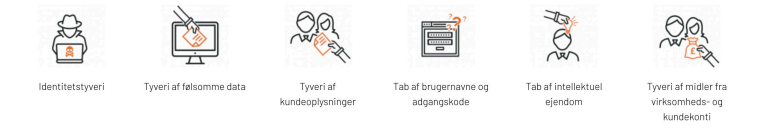 Identitetstyveri
Tyveri af følsomme data
Tyveri af
kundeoplysninger
Tab af brugernavne og
adgangskode
Tab af intellektuel
ejendom
Tyveri af midler fra
virksomheds- og
kundekonti